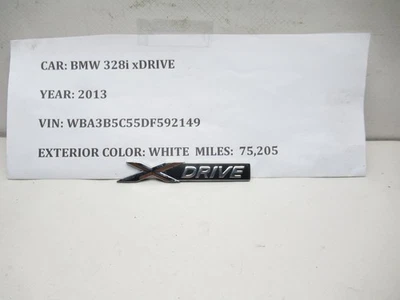 CAR: BMW 328i xDRIVE
YEAR: 2013
VIN: WBA3B5C55DF592149
EXTERIOR COLOR: WHITE MILES: 75,205
XDRIVE